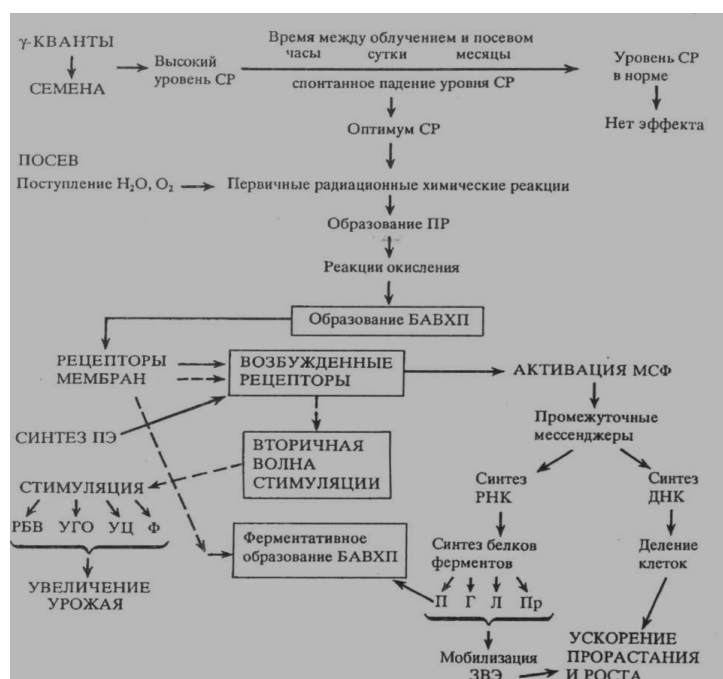 γ-КВАНТЫ
СЕМЕНА
Высокий
уровень СР
Время между облучением и посевом
часы сутки месяцы
спонтанное падение уровня СР
Уровень СР
в норме
Нет эффекта
Оптимум СР
ПОСЕВ
Поступление H₂O, O₂
Первичные радиационные химические реакции
Образование ПР
Реакции окисления
Образование БАВХП
РЕЦЕПТОРЫ
МЕМБРАН
ВОЗБУЖДЕННЫЕ
РЕЦЕПТОРЫ
АКТИВАЦИЯ МСФ
Промежуточные
мессенджеры
СИНТЕЗ ПЭ
ВТОРИЧНАЯ
ВОЛНА
СТИМУЛЯЦИИ
Синтез
РНК
Синтез
ДНК
СТИМУЛЯЦИЯ
РБВ УГО УЦ Ф
УВЕЛИЧЕНИЕ
УРОЖАЯ
Ферментативное
образование БАВХП
Синтез белков
ферментов
П Г Л Пр
Деление
клеток
Мобилизация
ЗВЭ
УСКОРЕНИЕ
ПРОРАСТАНИЯ
И РОСТА